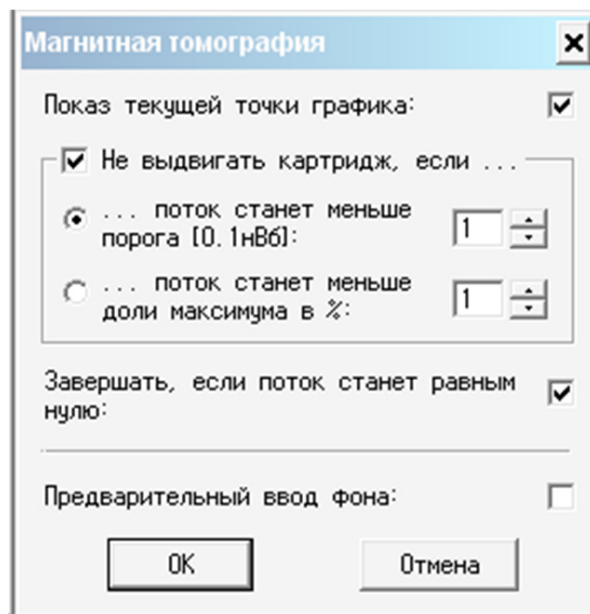 Магнитная томография
Показ текущей точки графика:
Не выдвигать картридж, если ...
... поток станет меньше
порога [0.1нВб]:
1
... поток станет меньше
доли максимума в %:
1
Завершать, если поток станет равным
нулю:
Предварительный ввод фона:
OK
Отмена